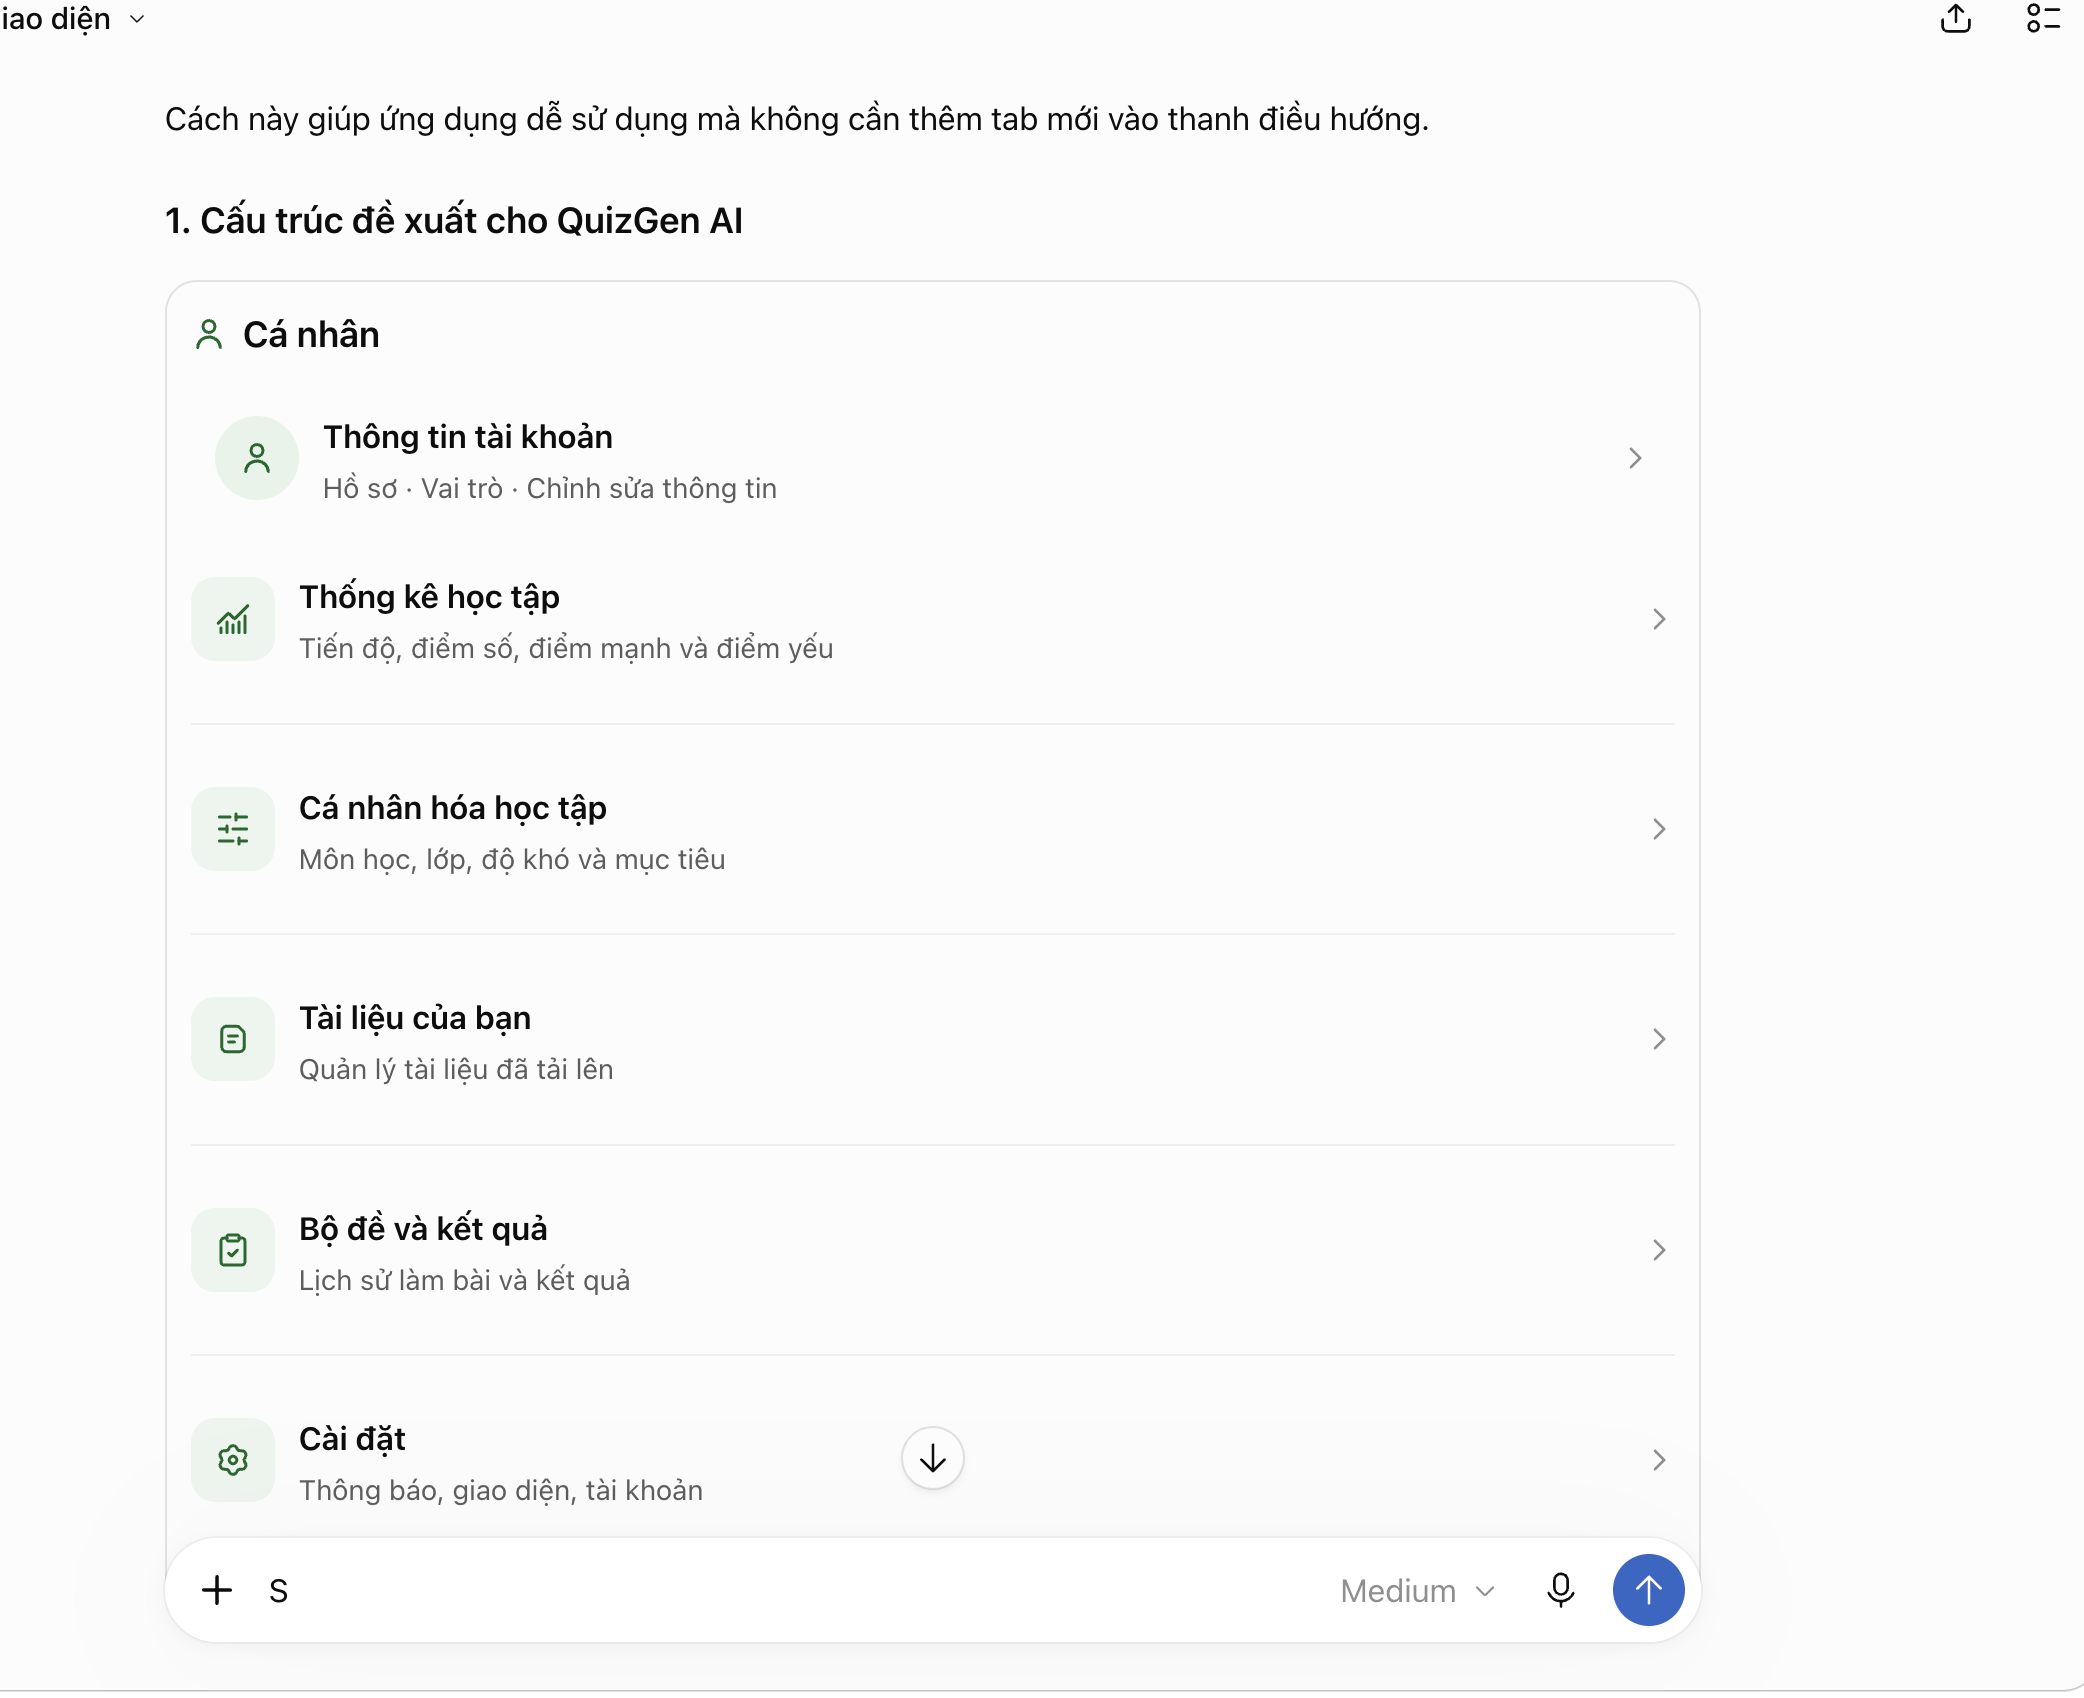 iao diện
Cách này giúp ứng dụng dễ sử dụng mà không cần thêm tab mới vào thanh điều hướng.
1. Cấu trúc đề xuất cho QuizGen AI
Cá nhân
Thông tin tài khoản
Hồ sơ · Vai trò · Chỉnh sửa thông tin
Thống kê học tập
Tiến độ, điểm số, điểm mạnh và điểm yếu
Cá nhân hóa học tập
Môn học, lớp, độ khó và mục tiêu
Tài liệu của bạn
Quản lý tài liệu đã tải lên
Bộ đề và kết quả
Lịch sử làm bài và kết quả
Cài đặt
Thông báo, giao diện, tài khoản
S
Medium